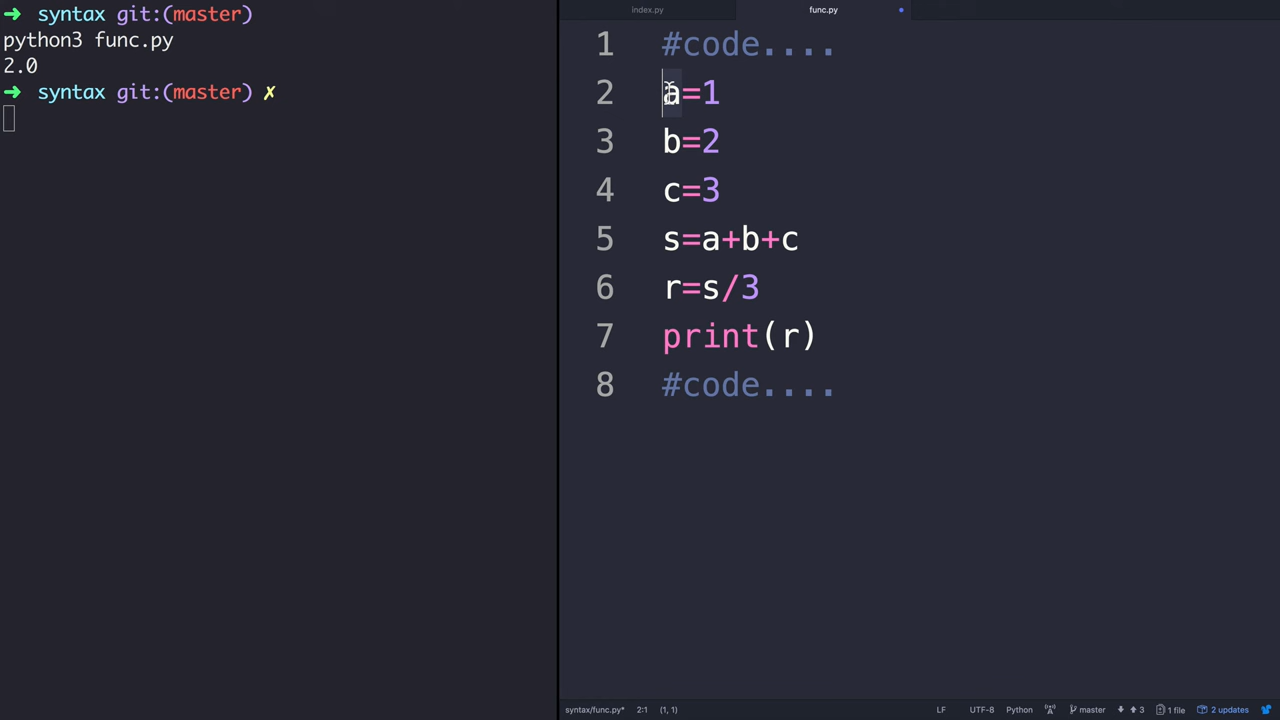 ➜ syntax git:(master)
python3 func.py
2.0
➜ syntax git:(master) ✗
index.py
func.py
1 #code....
2 a=1
3 b=2
4 c=3
5 s=a+b+c
6 r=s/3
7 print(r)
8 #code....
syntax/func.py* 2:1 (1, 1) LF UTF-8 Python master 3 1 file 2 updates